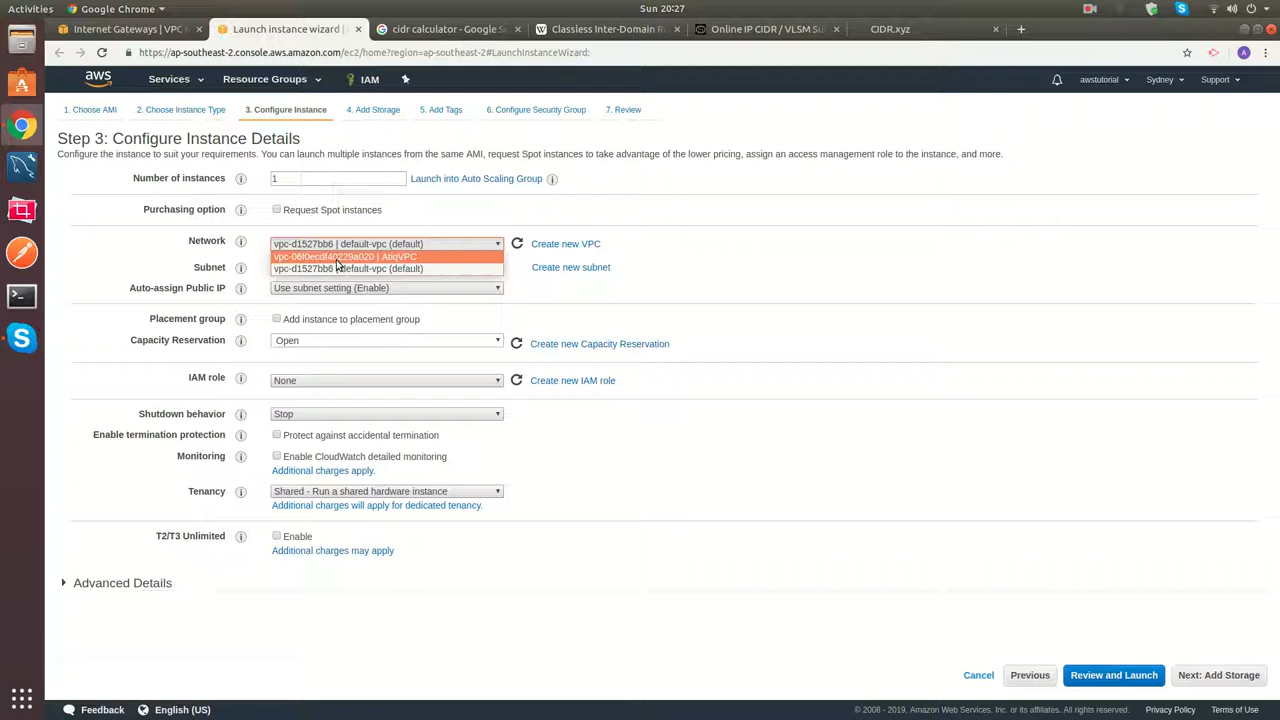 Activities Google Chrome Sun 20:27
Internet Gateways | VPC Launch instance wizard | cidr calculator - Google S Classless Inter-Domain R Online IP CIDR / VLSM Su CIDR.xyz
https://ap-southeast-2.console.aws.amazon.com/ec2/home?region=ap-southeast-2#LaunchInstanceWizard:
aws Services Resource Groups IAM awstutorial Sydney Support
1. Choose AMI 2. Choose Instance Type 3. Configure Instance 4. Add Storage 5. Add Tags 6. Configure Security Group 7. Review
Step 3: Configure Instance Details
Configure the instance to suit your requirements. You can launch multiple instances from the same AMI, request Spot instances to take advantage of the lower pricing, assign an access management role to the instance, and more.
Number of instances 1 Launch into Auto Scaling Group
Purchasing option Request Spot instances
Network vpc-d1527bb6 | default-vpc (default) Create new VPC
vpc-06f0ecdf40229a020 | AtiqVPC
Subnet vpc-d1527bb6 | default-vpc (default) Create new subnet
Auto-assign Public IP Use subnet setting (Enable)
Placement group Add instance to placement group
Capacity Reservation Open Create new Capacity Reservation
IAM role None Create new IAM role
Shutdown behavior Stop
Enable termination protection Protect against accidental termination
Monitoring Enable CloudWatch detailed monitoring
Additional charges apply.
Tenancy Shared - Run a shared hardware instance
Additional charges will apply for dedicated tenancy.
T2/T3 Unlimited Enable
Additional charges may apply
Advanced Details
Cancel Previous Review and Launch Next: Add Storage
Feedback English (US) © 2008 - 2019, Amazon Web Services, Inc. or its affiliates. All rights reserved. Privacy Policy Terms of Use